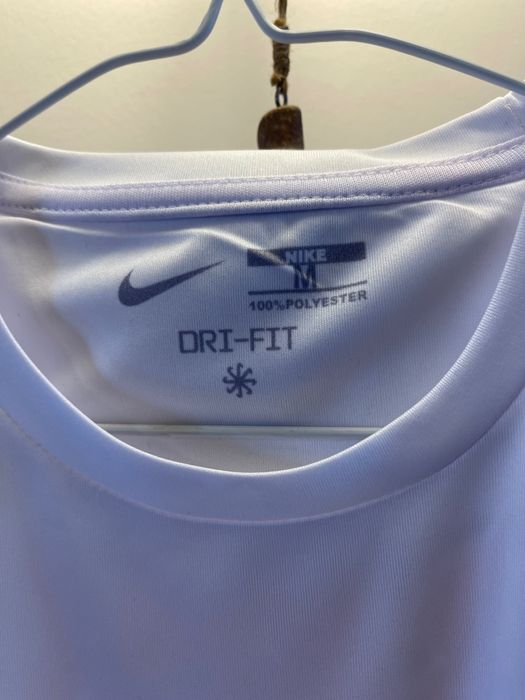 NIKE
M
100%POLYESTER
DRI-FIT